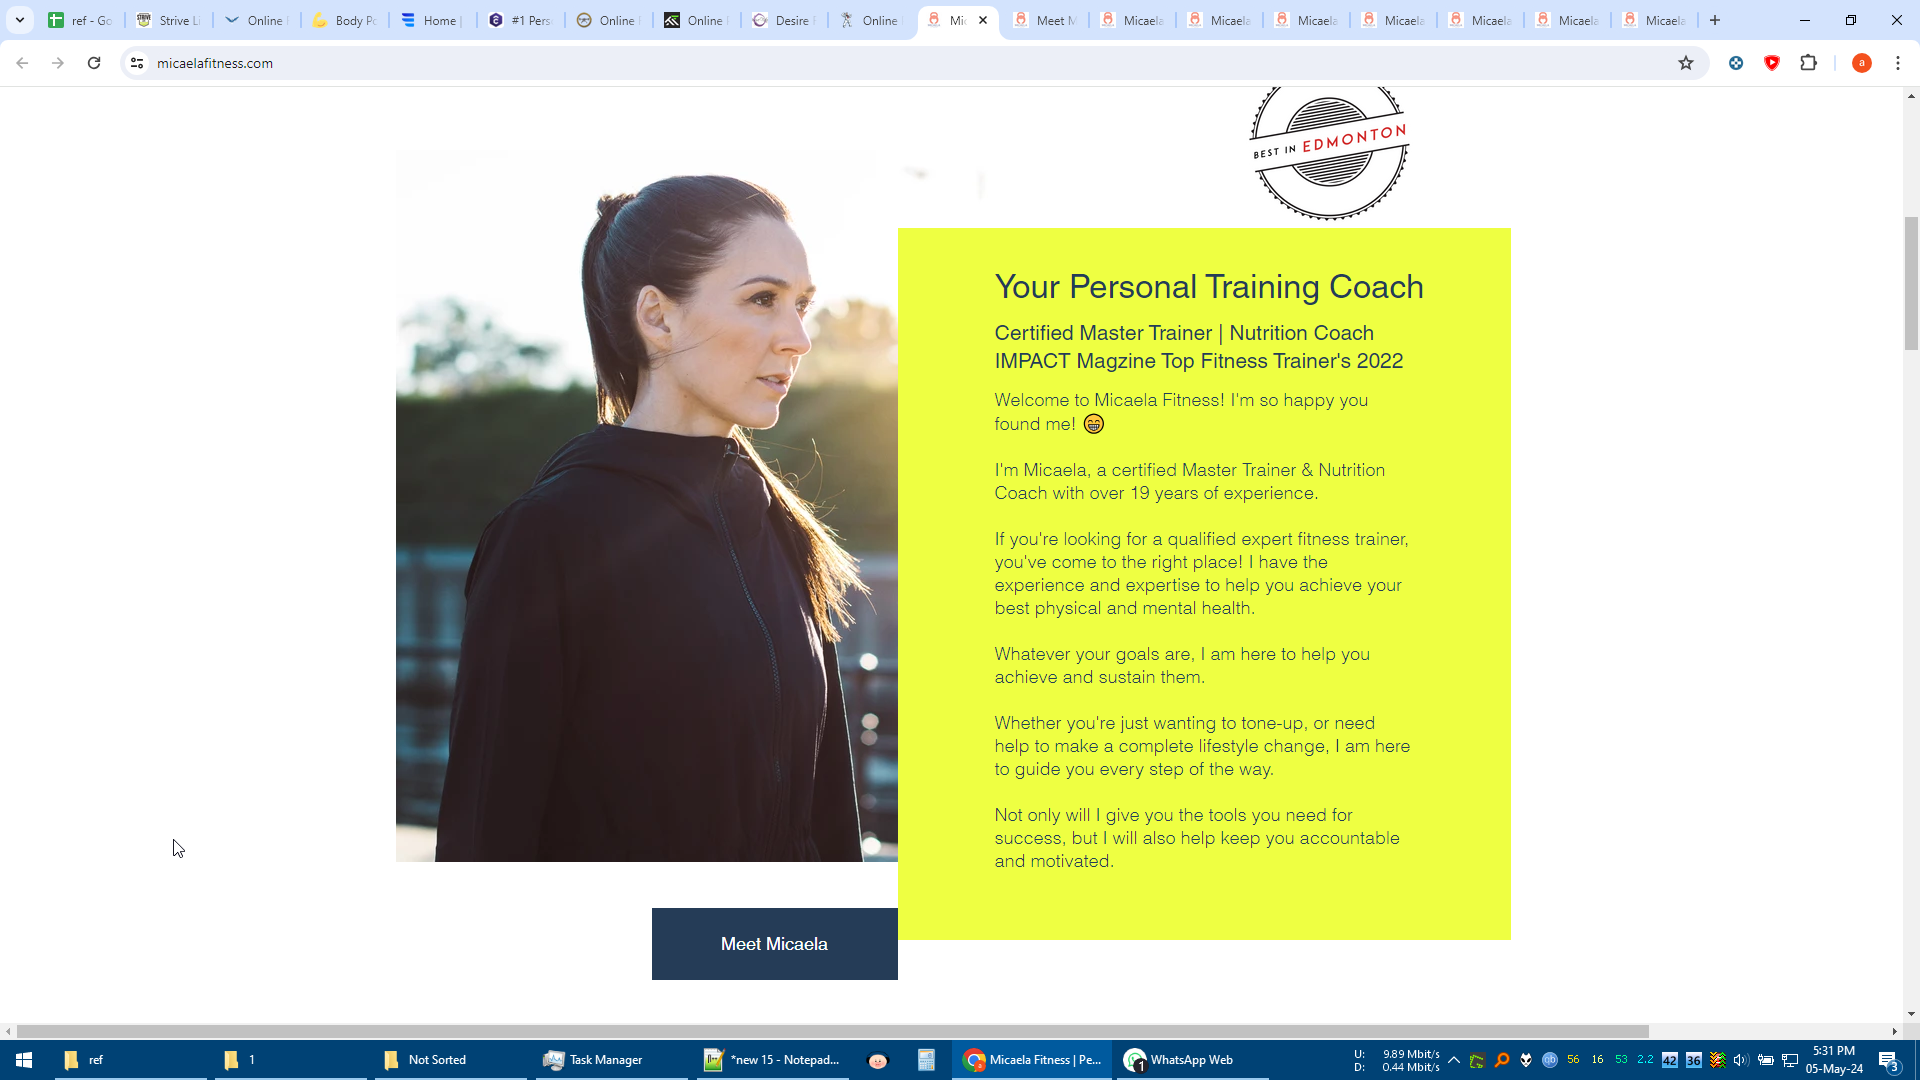 ref - Go
Strive Li
Online
Body Po
Home |
#1 Pers
Online
Online
Desire
Online
Mic
Meet M
Micaela
Micaela
Micaela
Micaela
Micaela
Micaela
Micaela
micaelafitness.com
a
BEST IN EDMONTON
Your Personal Training Coach
Certified Master Trainer | Nutrition Coach
IMPACT Magzine Top Fitness Trainer's 2022
Welcome to Micaela Fitness! I'm so happy you
found me! 😁
I'm Micaela, a certified Master Trainer & Nutrition
Coach with over 19 years of experience.
If you're looking for a qualified expert fitness trainer,
you've come to the right place! I have the
experience and expertise to help you achieve your
best physical and mental health.
Whatever your goals are, I am here to help you
achieve and sustain them.
Whether you're just wanting to tone-up, or need
help to make a complete lifestyle change, I am here
to guide you every step of the way.
Not only will I give you the tools you need for
success, but I will also help keep you accountable
and motivated.
Meet Micaela
ref
1
Not Sorted
Task Manager
*new 15 - Notepad...
Micaela Fitness | Pe...
1
WhatsApp Web
U: 9.89 Mbit/s
D: 0.44 Mbit/s
56
16
53
2.2
42
36
5:31 PM
05-May-24
3